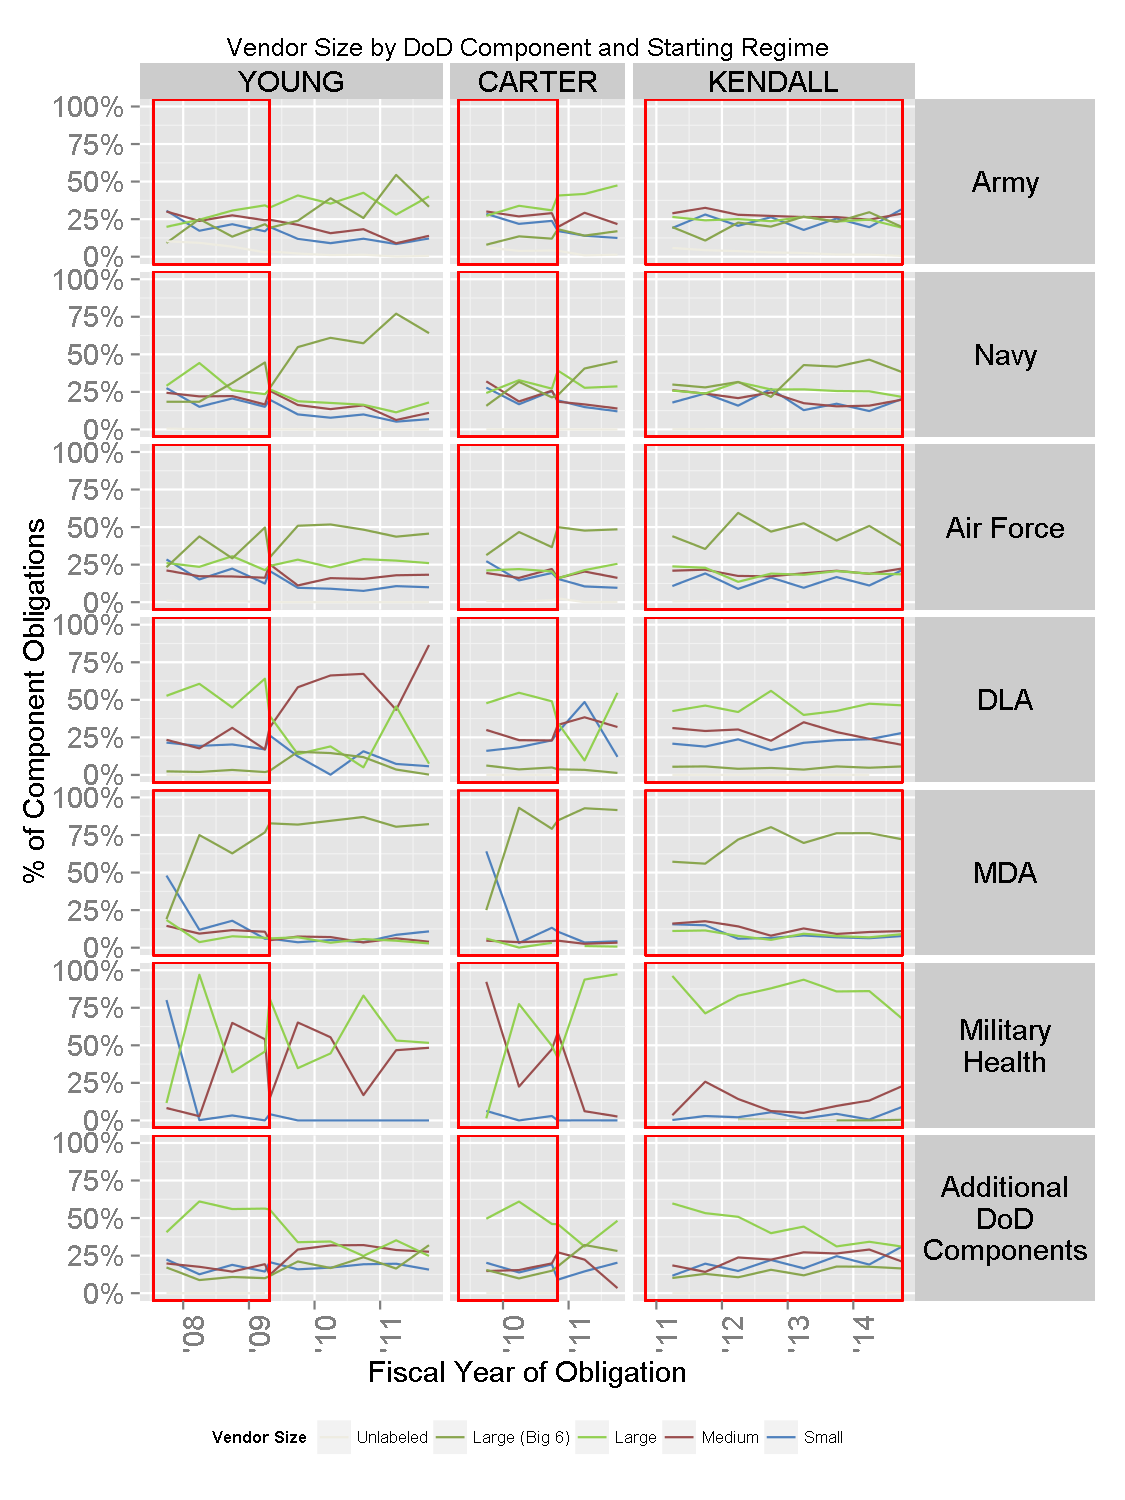 Vendor Size by DoD Component and Starting Regime
YOUNG CARTER KENDALL
100%
75%
50%
25%
0%
Army
100%
75%
50%
25%
0%
Navy
100%
75%
50%
25%
0%
Air Force
100%
75%
50%
25%
0%
DLA
100%
75%
50%
25%
0%
MDA
100%
75%
50%
25%
0%
Military
Health
100%
75%
50%
25%
0%
Additional
DoD
Components
% of Component Obligations
'08 '09 '10 '11 '10 '11 '11 '12 '13 '14
Fiscal Year of Obligation
Vendor Size Unlabeled Large (Big 6) Large Medium Small